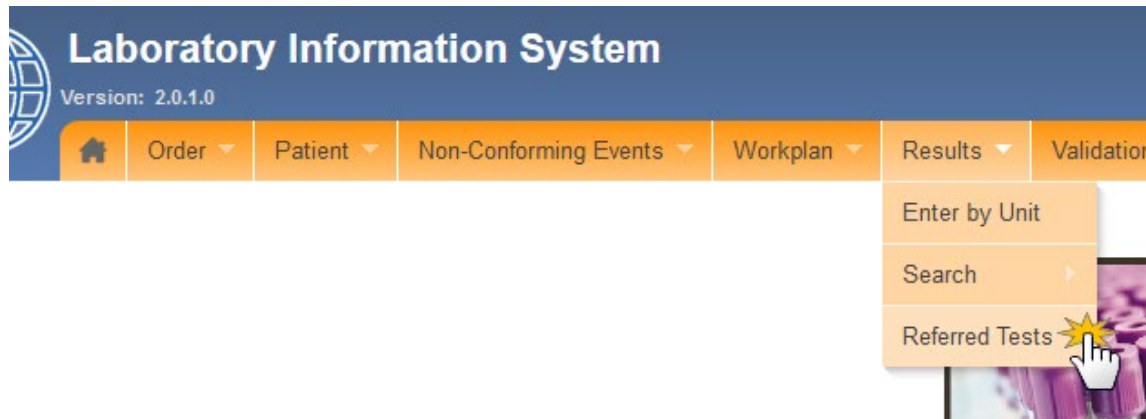 Laboratory Information System
Version: 2.0.1.0
Order Patient Non-Conforming Events Workplan Results Validation
Enter by Unit
Search
Referred Tests